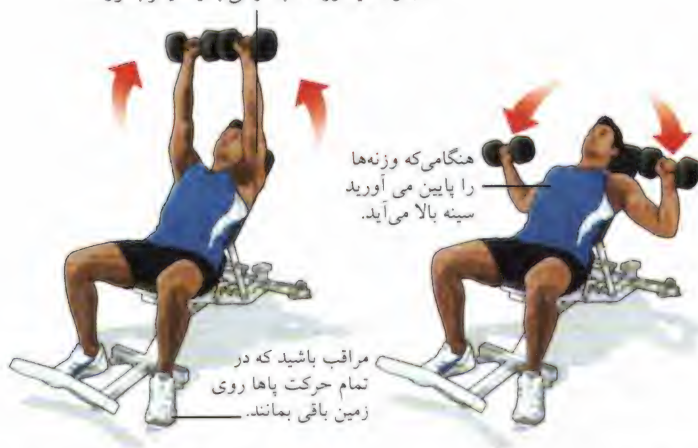 هنگامی‌که وزنه‌ها
را پایین می آورید
سینه بالا می‌آید.
مراقب باشید که در
تمام حرکت پاها روی
زمین باقی بمانند.